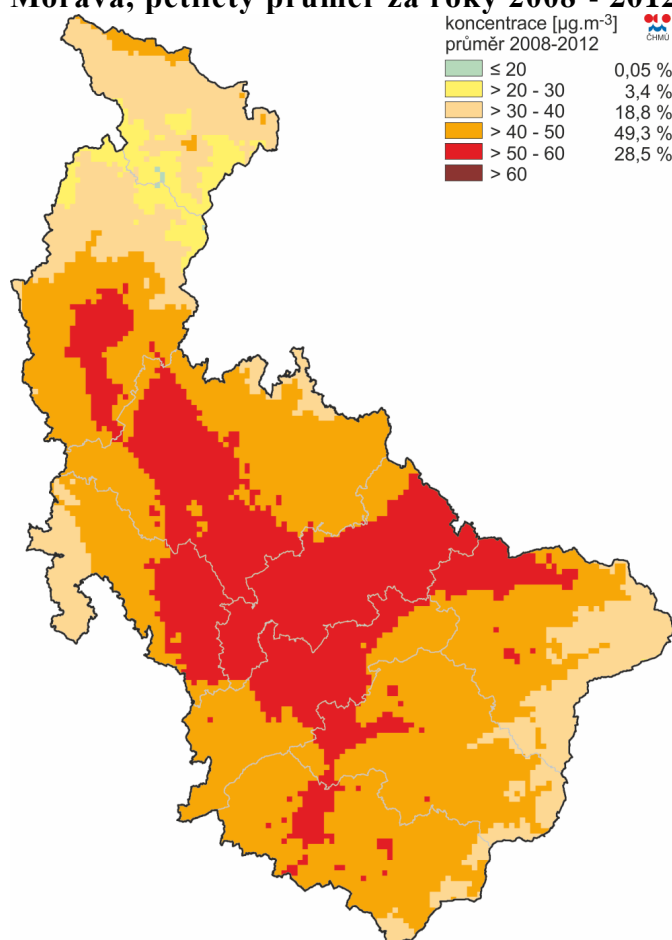 Morava, pětiletý průměr za roky 2008 - 2012
koncentrace [µg.m-3]
průměr 2008-2012
ČHMÚ
≤ 20 0,05 %
> 20 - 30 3,4 %
> 30 - 40 18,8 %
> 40 - 50 49,3 %
> 50 - 60 28,5 %
> 60